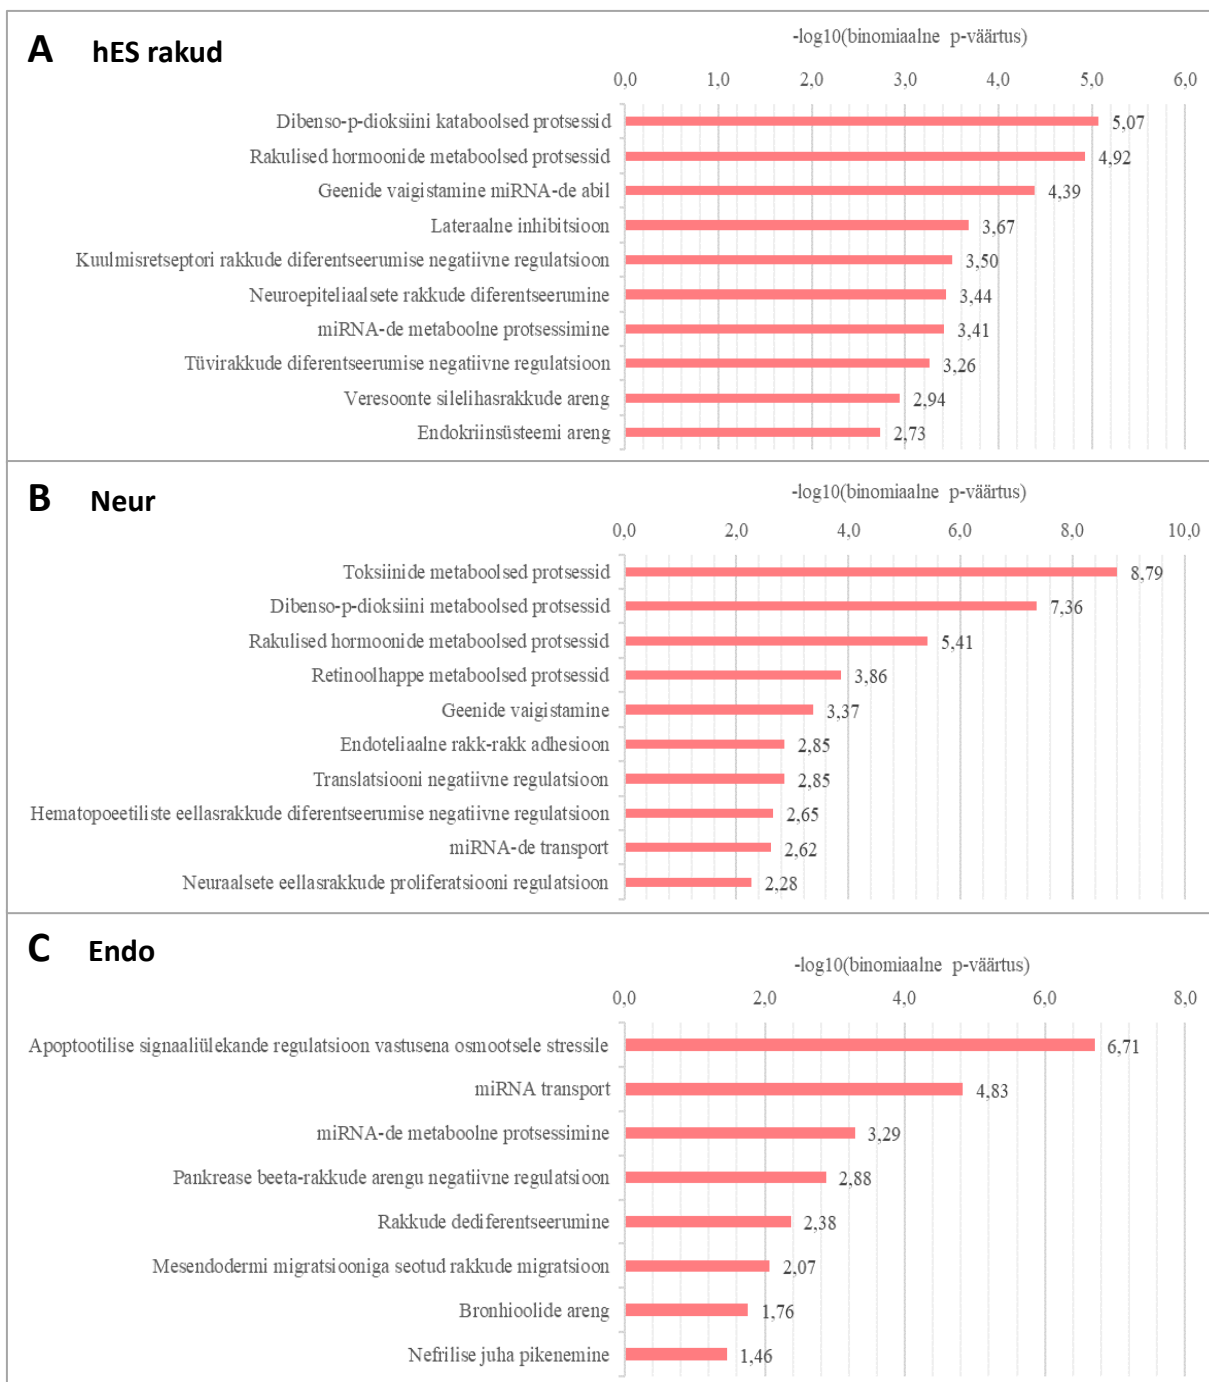 A hES rakud
-log10(binomiaalne p-väärtus)
0,0 1,0 2,0 3,0 4,0 5,0 6,0
Dibenso-p-dioksiini kataboolsed protsessid 5,07
Rakulised hormoonide metaboolsed protsessid 4,92
Geenide vaigistamine miRNA-de abil 4,39
Lateraalne inhibitsioon 3,67
Kuulmisretseptori rakkude diferentseerumise negatiivne regulatsioon 3,50
Neuroepiteliaalsete rakkude diferentseerumine 3,44
miRNA-de metaboolne protsessimine 3,41
Tüvirakkude diferentseerumise negatiivne regulatsioon 3,26
Veresoonte silelihasrakkude areng 2,94
Endokriinsüsteemi areng 2,73
B Neur
-log10(binomiaalne p-väärtus)
0,0 2,0 4,0 6,0 8,0 10,0
Toksiinide metaboolsed protsessid 8,79
Dibenso-p-dioksiini metaboolsed protsessid 7,36
Rakulised hormoonide metaboolsed protsessid 5,41
Retinoolhappe metaboolsed protsessid 3,86
Geenide vaigistamine 3,37
Endoteliaalne rakk-rakk adhesioon 2,85
Translatsiooni negatiivne regulatsioon 2,85
Hematopoeetiliste eellasrakkude diferentseerumise negatiivne regulatsioon 2,65
miRNA-de transport 2,62
Neuraalsete eellasrakkude proliferatsiooni regulatsioon 2,28
C Endo
-log10(binomiaalne p-väärtus)
0,0 2,0 4,0 6,0 8,0
Apoptootilise signaaliülekande regulatsioon vastusena osmootsele stressile 6,71
miRNA transport 4,83
miRNA-de metaboolne protsessimine 3,29
Pankrease beeta-rakkude arengu negatiivne regulatsioon 2,88
Rakkude dediferentseerumine 2,38
Mesendodermi migratsiooniga seotud rakkude migratsioon 2,07
Bronhioolide areng 1,76
Nefrilise juha pikenemine 1,46